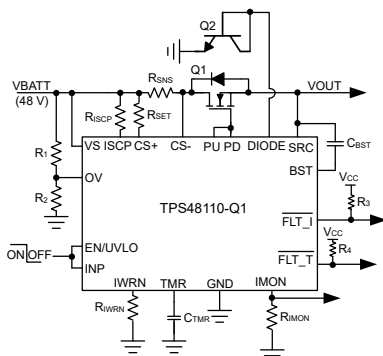 Q2
VBATT
(48 V)
RSNS
Q1
VOUT
RISCP
RSET
VS ISCP CS+ CS- PU PD DIODE SRC
CBST
BST
R1
OV
R2
TPS48110-Q1
VCC
R3
FLT_I
VCC
R4
FLT_T
ON OFF
EN/UVLO
INP
IWRN TMR GND IMON
RIWRN
CTMR
RIMON